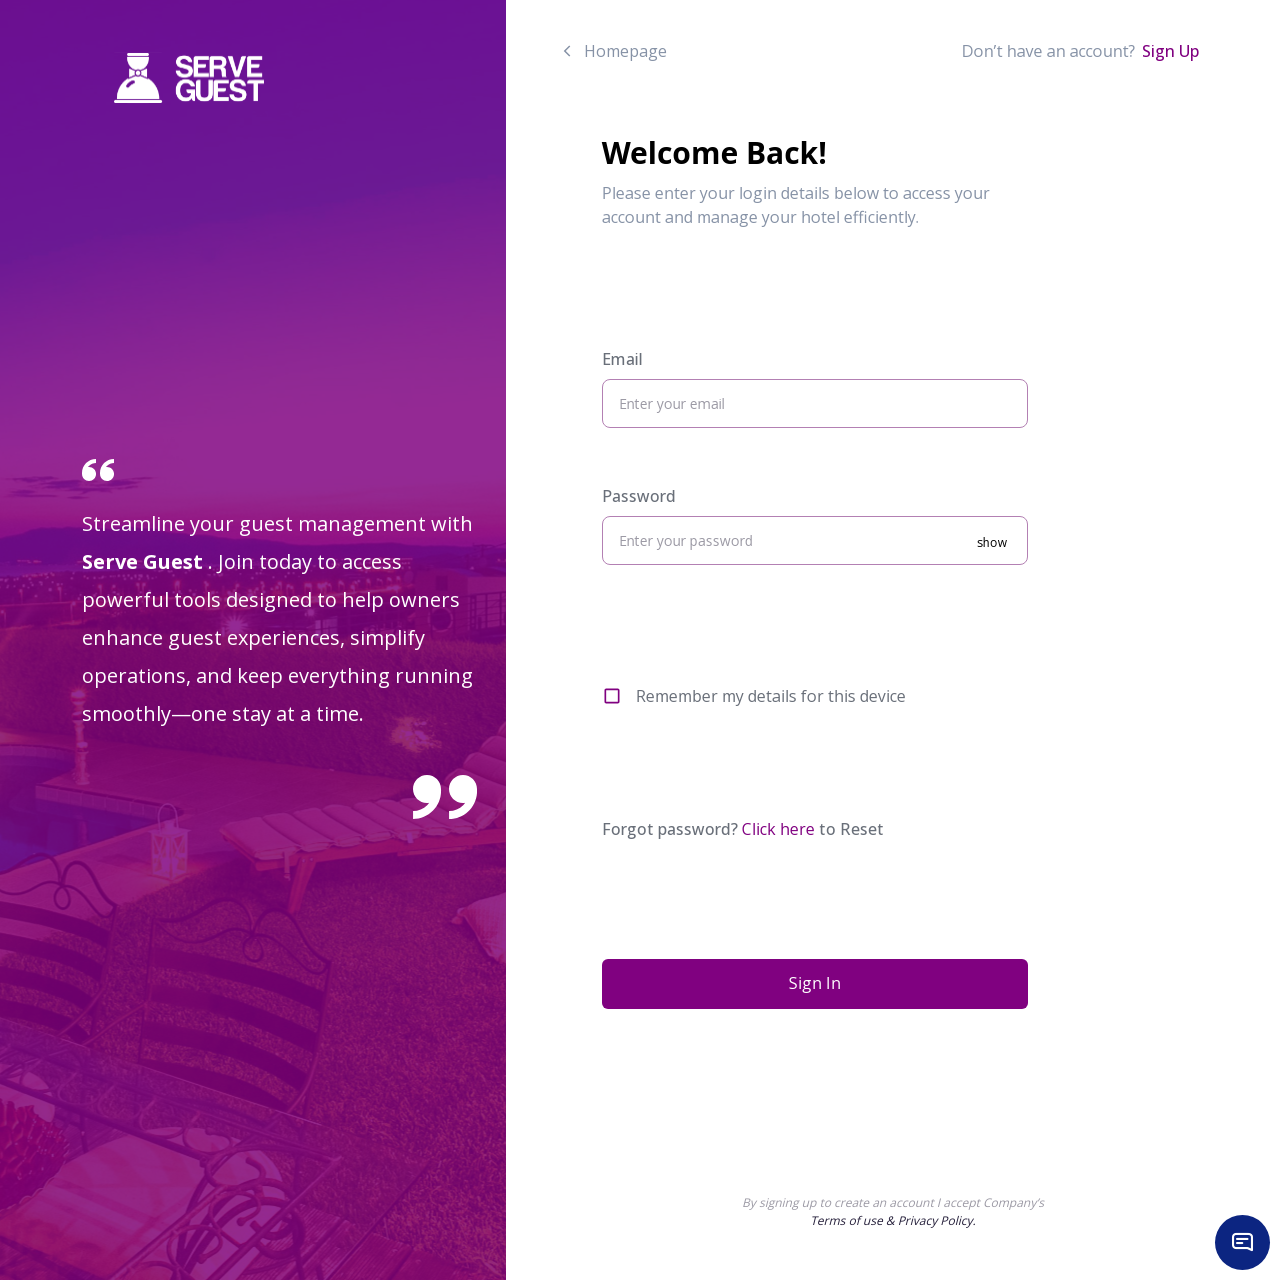 SERVE
GUEST
“
Streamline your guest management with
Serve Guest . Join today to access
powerful tools designed to help owners
enhance guest experiences, simplify
operations, and keep everything running
smoothly—one stay at a time.
”
Homepage
Don’t have an account? Sign Up
Welcome Back!
Please enter your login details below to access your
account and manage your hotel efficiently.
Email
Enter your email
Password
Enter your password
show
Remember my details for this device
Forgot password? Click here to Reset
Sign In
By signing up to create an account I accept Company’s
Terms of use & Privacy Policy.